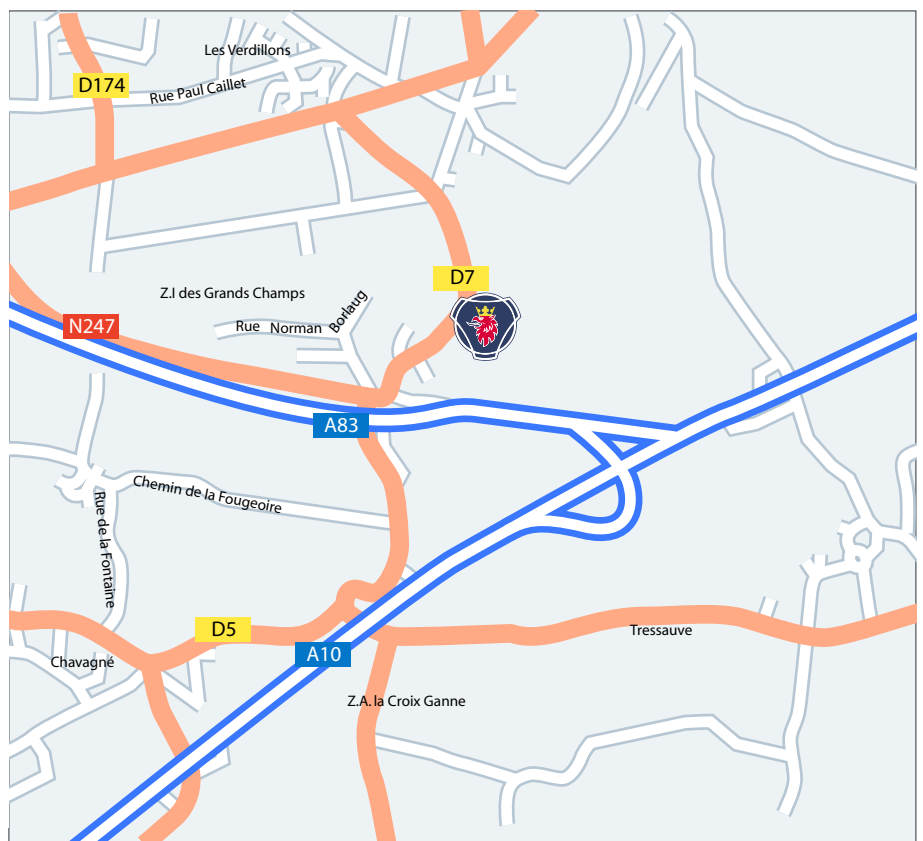 Les Verdillons
D174
Rue Paul Caillet
D7
Z.I des Grands Champs
Rue Norman Borlaug
N247
A83
Chemin de la Fougeoire
Rue de la Fontaine
D5
Tressauve
A10
Chavagné
Z.A. la Croix Ganne